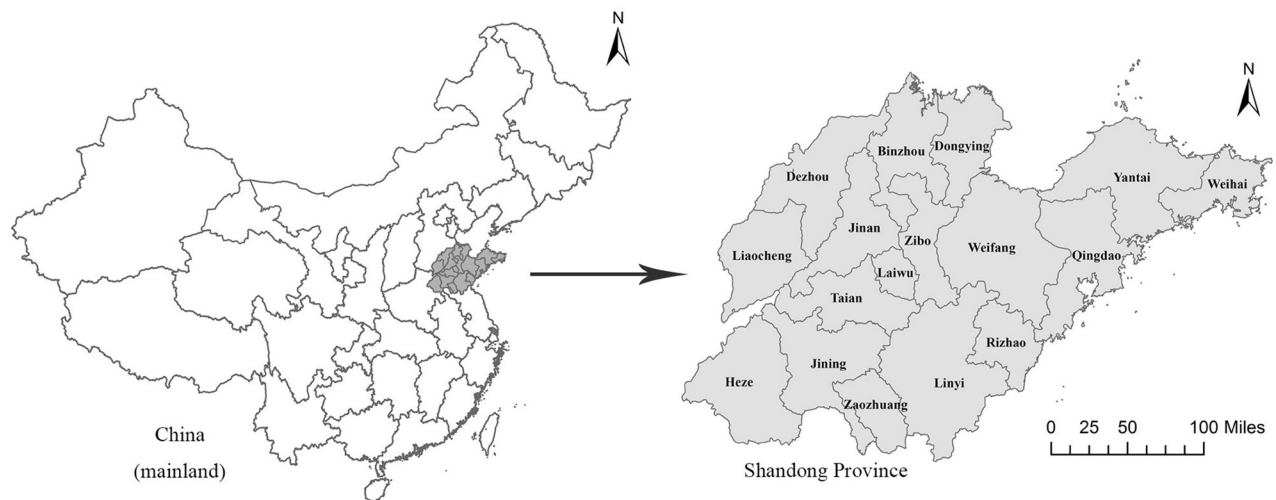 N
N
Binzhou
Dongying
Dezhou
Yantai
Weihai
Jinan
Zibo
Weifang
Liaocheng
Qingdao
Laiwu
Taian
Rizhao
Jining
Heze
Linyi
Zaozhuang
China
(mainland)
0 25 50 100 Miles
Shandong Province